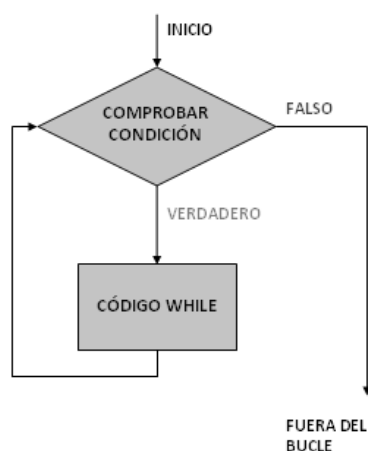 INICIO
COMPROBAR
CONDICIÓN
FALSO
VERDADERO
CÓDIGO WHILE
FUERA DEL
BUCLE